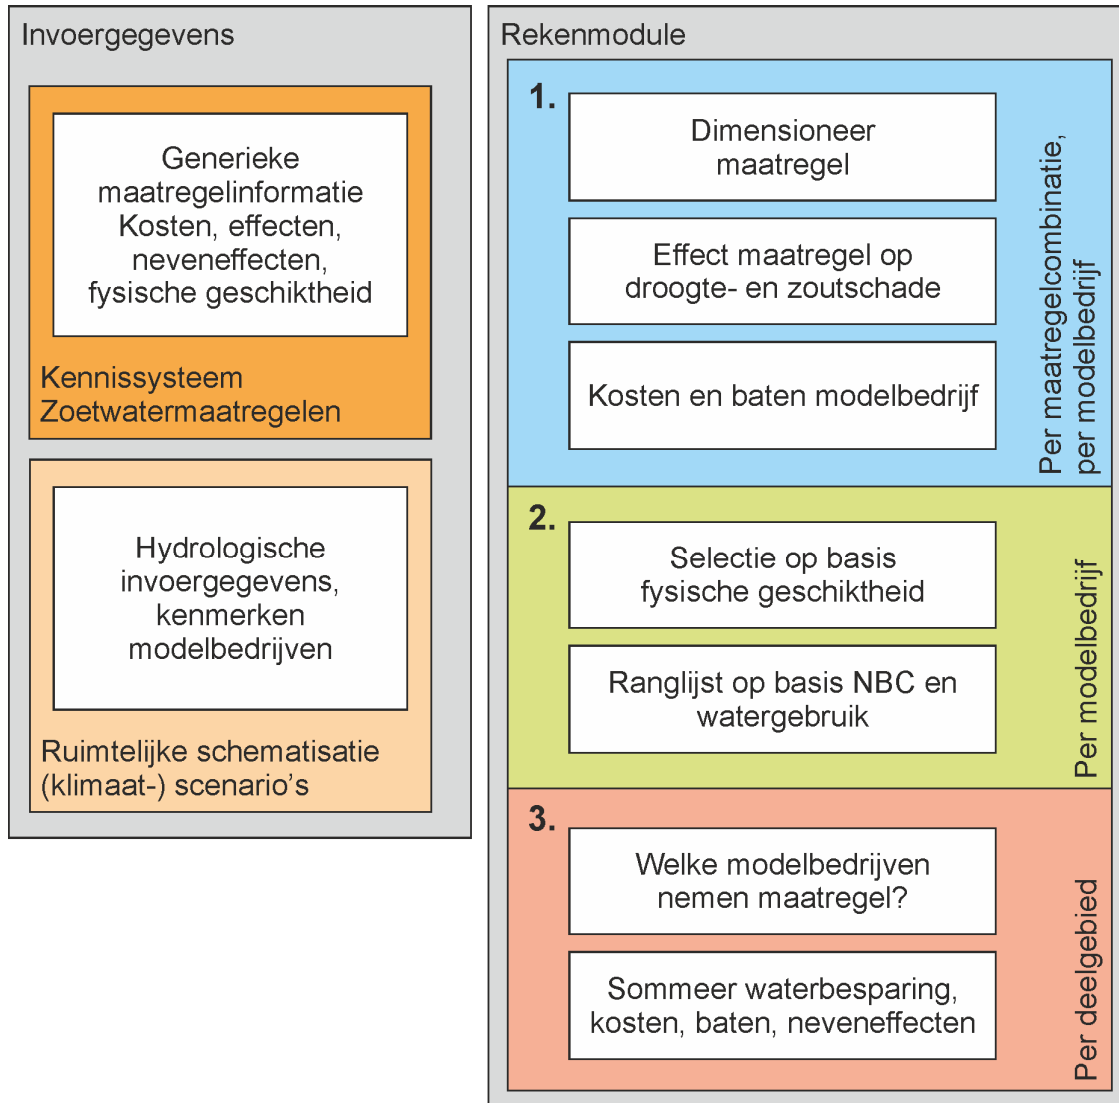 Invoergegevens
Generieke
maatregelinformatie
Kosten, effecten,
neveneffecten,
fysische geschiktheid
Kennissysteem
Zoetwatermaatregelen
Hydrologische
invoergegevens,
kenmerken
modelbedrijven
Ruimtelijke schematisatie
(klimaat-) scenario's
Rekenmodule
1.
Dimensioneer
maatregel
Effect maatregel op
droogte- en zoutschade
Kosten en baten modelbedrijf
Per maatregelcombinatie,
per modelbedrijf
2.
Selectie op basis
fysische geschiktheid
Ranglijst op basis NBC en
watergebruik
Per modelbedrijf
3.
Welke modelbedrijven
nemen maatregel?
Sommeer waterbesparing,
kosten, baten, neveneffecten
Per deelgebied